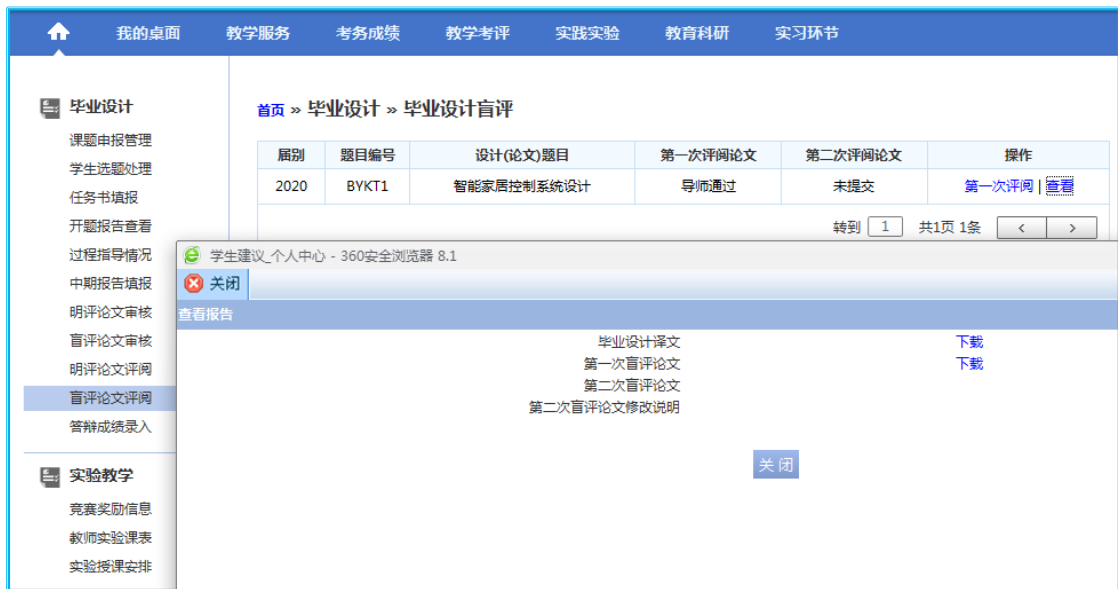 我的桌面 教学服务 考务成绩 教学考评 实践实验 教育科研 实习环节
毕业设计
课题申报管理
学生选题处理
任务书填报
开题报告查看
过程指导情况
中期报告填报
明评论文审核
盲评论文审核
明评论文评阅
盲评论文评阅
答辩成绩录入
实验教学
竞赛奖励信息
教师实验课表
实验授课安排
首页 » 毕业设计 » 毕业设计盲评
届别 题目编号 设计(论文)题目 第一次评阅论文 第二次评阅论文 操作
2020 BYKT1 智能家居控制系统设计 导师通过 未提交 第一次评阅 | 查看
转到 1 共1页 1条 < >
学生建议_个人中心 - 360安全浏览器 8.1
关闭
查看报告
毕业设计译文 下载
第一次盲评论文 下载
第二次盲评论文
第二次盲评论文修改说明
关 闭